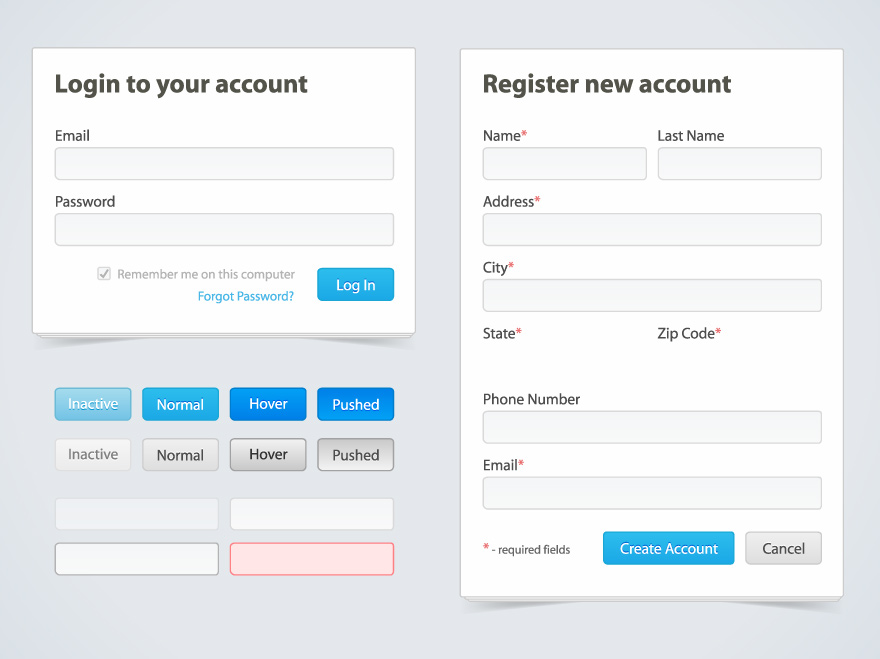 Login to your account
Email
Password
Remember me on this computer
Forgot Password?
Log In
Inactive Normal Hover Pushed
Inactive Normal Hover Pushed
Register new account
Name* Last Name
Address*
City*
State* Zip Code*
Phone Number
Email*
* - required fields
Create Account Cancel